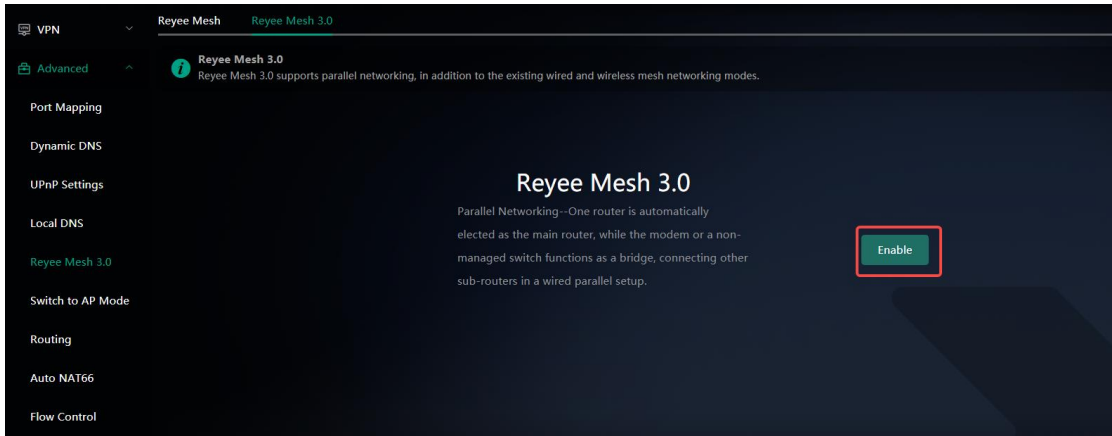 VPN
Advanced
Port Mapping
Dynamic DNS
UPnP Settings
Local DNS
Reyee Mesh 3.0
Switch to AP Mode
Routing
Auto NAT66
Flow Control
Reyee Mesh Reyee Mesh 3.0
Reyee Mesh 3.0
Reyee Mesh 3.0 supports parallel networking, in addition to the existing wired and wireless mesh networking modes.
Reyee Mesh 3.0
Parallel Networking--One router is automatically
elected as the main router, while the modem or a non-
managed switch functions as a bridge, connecting other
sub-routers in a wired parallel setup.
Enable